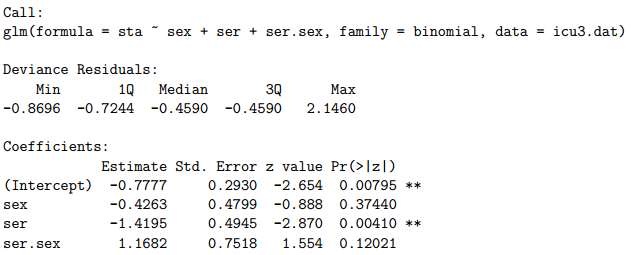 Call:
glm(formula = sta ~ sex + ser + ser.sex, family = binomial, data = icu3.dat)
Deviance Residuals:
Min 1Q Median 3Q Max
-0.8696 -0.7244 -0.4590 -0.4590 2.1460
Coefficients:
Estimate Std. Error z value Pr(>|z|)
(Intercept) -0.7777 0.2930 -2.654 0.00795 **
sex -0.4263 0.4799 -0.888 0.37440
ser -1.4195 0.4945 -2.870 0.00410 **
ser.sex 1.1682 0.7518 1.554 0.12021